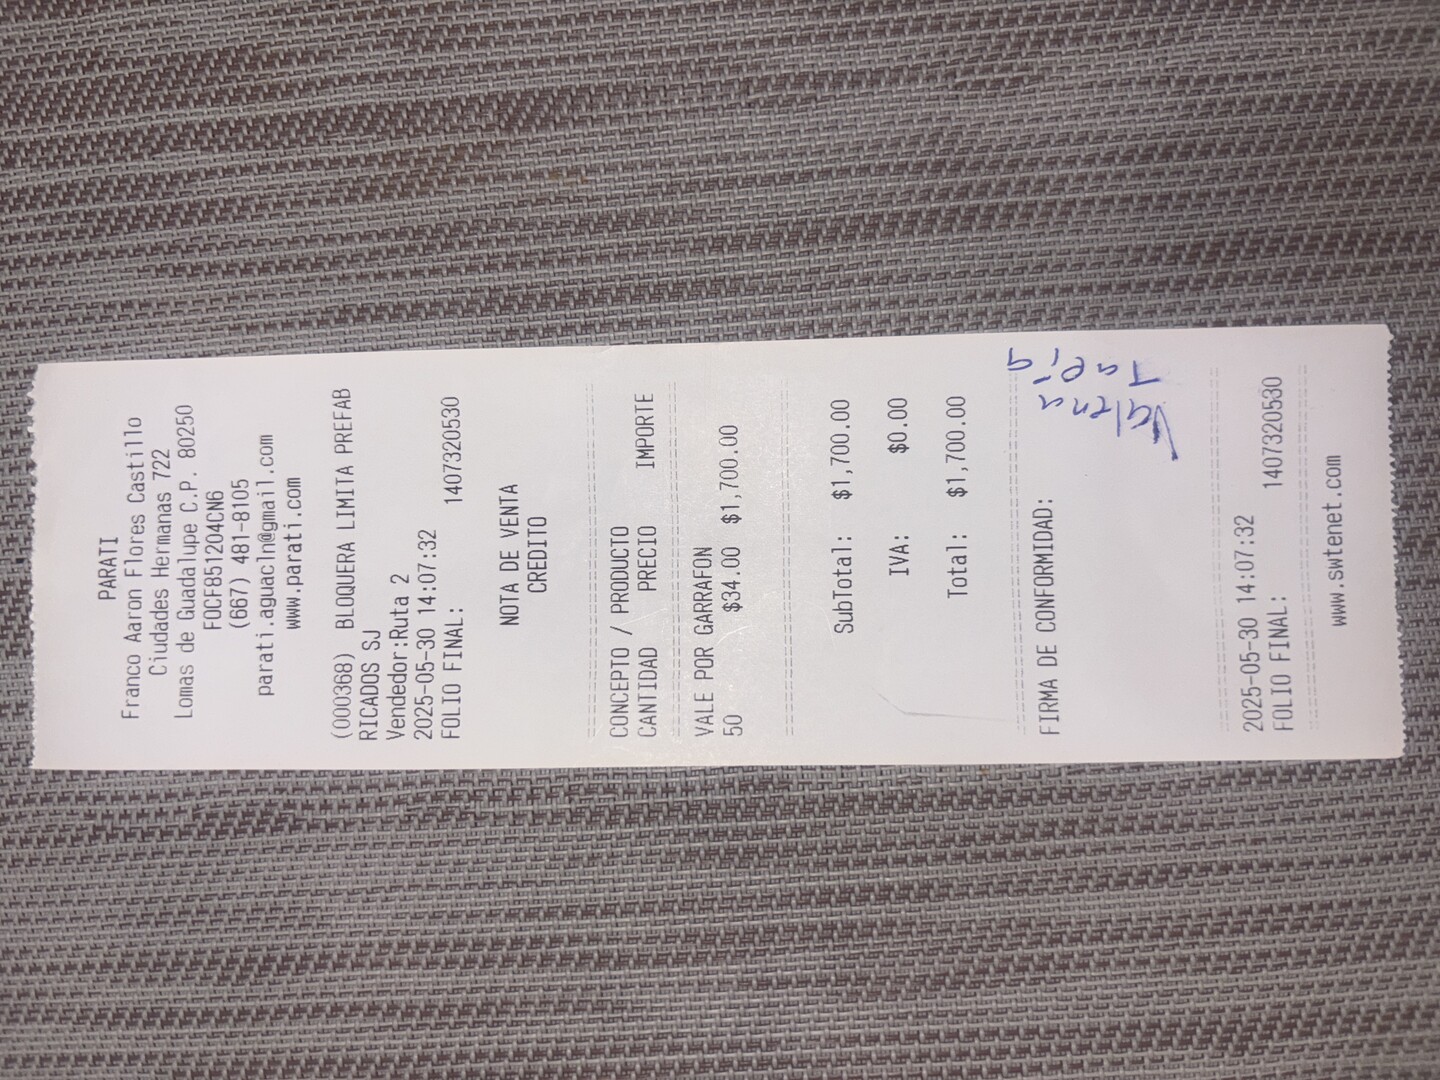 PARATI
Franco Aaron Flores Castillo
Ciudades Hermanas 722
Lomas de Guadalupe C.P. 80250
FOCF851204CN6
(667) 481-8105
parati.aguacln@gmail.com
www.parati.com
(000368) BLOQUERA LIMITA PREFAB
RICADOS SJ
Vendedor:Ruta 2
2025-05-30 14:07:32
FOLIO FINAL: 1407320530
NOTA DE VENTA
CREDITO
CONCEPTO / PRODUCTO
CANTIDAD PRECIO IMPORTE
VALE POR GARRAFON
50 $34.00 $1,700.00
SubTotal: $1,700.00
IVA: $0.00
Total: $1,700.00
FIRMA DE CONFORMIDAD:
2025-05-30 14:07:32
FOLIO FINAL: 1407320530
www.swtenet.com